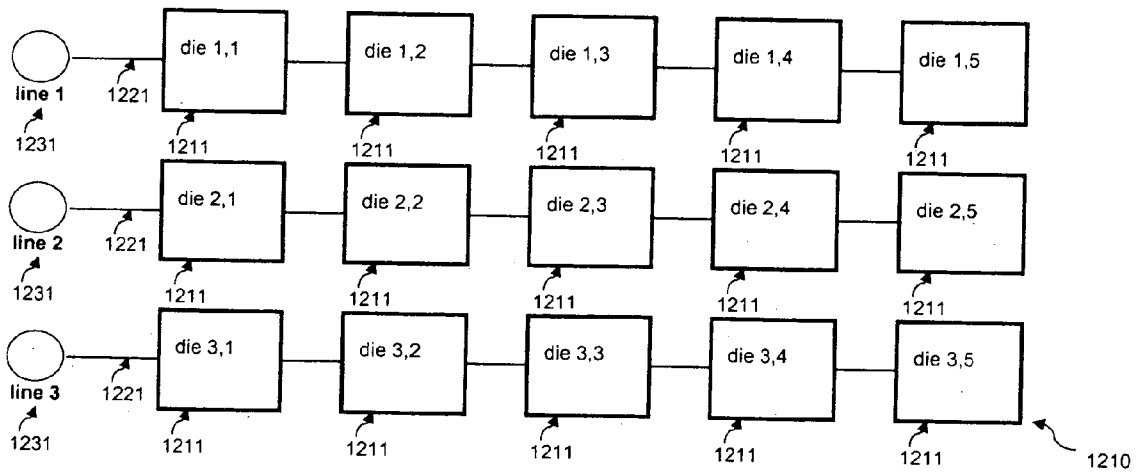 die 1,1 die 1,2 die 1,3 die 1,4 die 1,5
line 1 1221
1231 1211 1211 1211 1211 1211
die 2,1 die 2,2 die 2,3 die 2,4 die 2,5
line 2 1221
1231 1211 1211 1211 1211 1211
die 3,1 die 3,2 die 3,3 die 3,4 die 3,5
line 3 1221
1231 1211 1211 1211 1211 1211 1210